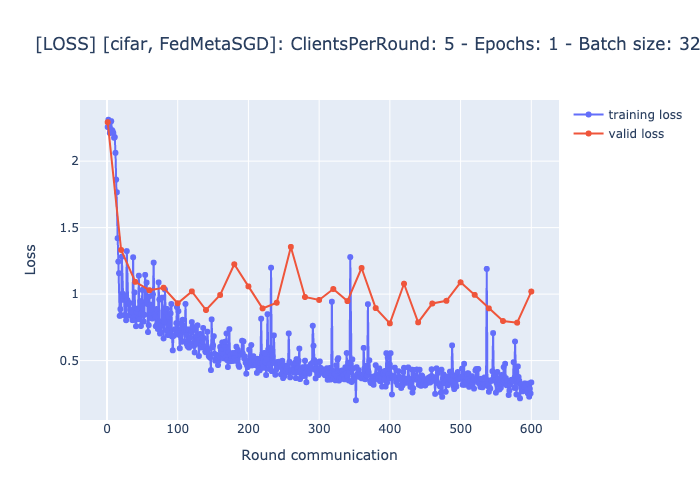 [LOSS] [cifar, FedMetaSGD]: ClientsPerRound: 5 - Epochs: 1 - Batch size: 32
training loss
valid loss
2
1.5
1
0.5
Loss
0 100 200 300 400 500 600
Round communication